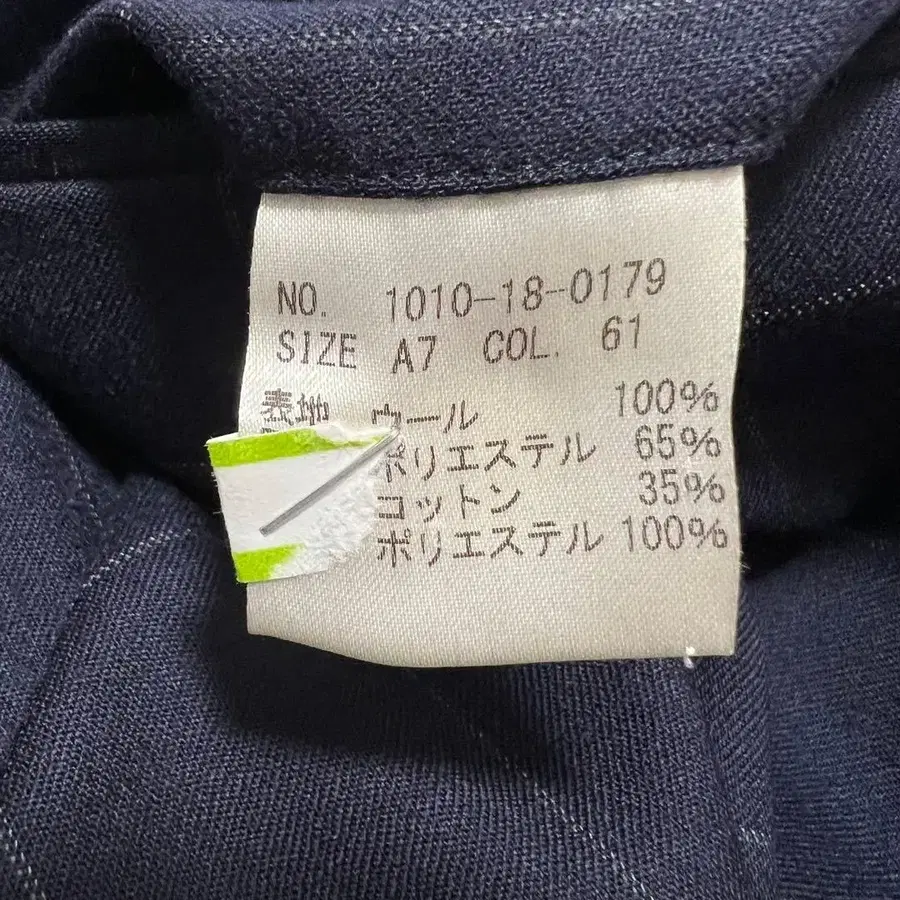 NO. 1010-18-0179
SIZE A7 COL. 61
表地 ウール 100%
ポリエステル 65%
コットン 35%
ポリエステル 100%